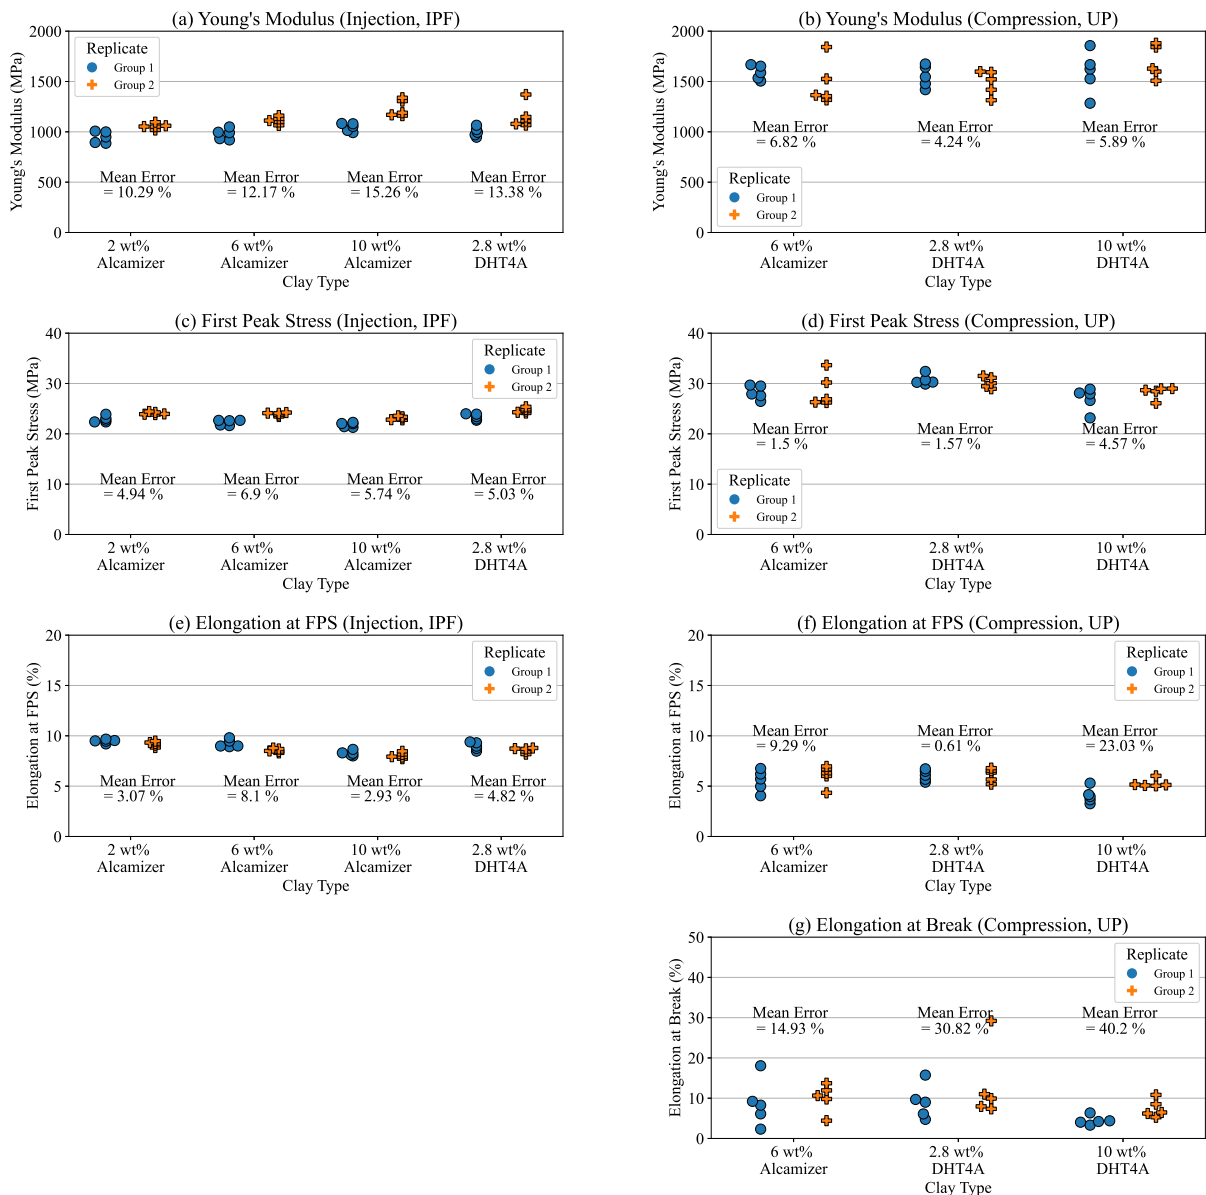 (a) Young's Modulus (Injection, IPF)
Young's Modulus (MPa)
2000
1500
1000
500
0
Replicate
Group 1
Group 2
Mean Error
= 10.29 %
Mean Error
= 12.17 %
Mean Error
= 15.26 %
Mean Error
= 13.38 %
2 wt%
Alcamizer
6 wt%
Alcamizer
10 wt%
Alcamizer
2.8 wt%
DHT4A
Clay Type
(b) Young's Modulus (Compression, UP)
Young's Modulus (MPa)
2000
1500
1000
500
0
Mean Error
= 6.82 %
Mean Error
= 4.24 %
Mean Error
= 5.89 %
Replicate
Group 1
Group 2
6 wt%
Alcamizer
2.8 wt%
DHT4A
10 wt%
DHT4A
Clay Type
(c) First Peak Stress (Injection, IPF)
First Peak Stress (MPa)
40
30
20
10
0
Replicate
Group 1
Group 2
Mean Error
= 4.94 %
Mean Error
= 6.9 %
Mean Error
= 5.74 %
Mean Error
= 5.03 %
2 wt%
Alcamizer
6 wt%
Alcamizer
10 wt%
Alcamizer
2.8 wt%
DHT4A
Clay Type
(d) First Peak Stress (Compression, UP)
First Peak Stress (MPa)
40
30
20
10
0
Mean Error
= 1.5 %
Mean Error
= 1.57 %
Mean Error
= 4.57 %
Replicate
Group 1
Group 2
6 wt%
Alcamizer
2.8 wt%
DHT4A
10 wt%
DHT4A
Clay Type
(e) Elongation at FPS (Injection, IPF)
Elongation at FPS (%)
20
15
10
5
0
Replicate
Group 1
Group 2
Mean Error
= 3.07 %
Mean Error
= 8.1 %
Mean Error
= 2.93 %
Mean Error
= 4.82 %
2 wt%
Alcamizer
6 wt%
Alcamizer
10 wt%
Alcamizer
2.8 wt%
DHT4A
Clay Type
(f) Elongation at FPS (Compression, UP)
Elongation at FPS (%)
20
15
10
5
0
Replicate
Group 1
Group 2
Mean Error
= 9.29 %
Mean Error
= 0.61 %
Mean Error
= 23.03 %
6 wt%
Alcamizer
2.8 wt%
DHT4A
10 wt%
DHT4A
Clay Type
(g) Elongation at Break (Compression, UP)
Elongation at Break (%)
50
40
30
20
10
0
Replicate
Group 1
Group 2
Mean Error
= 14.93 %
Mean Error
= 30.82 %
Mean Error
= 40.2 %
6 wt%
Alcamizer
2.8 wt%
DHT4A
10 wt%
DHT4A
Clay Type